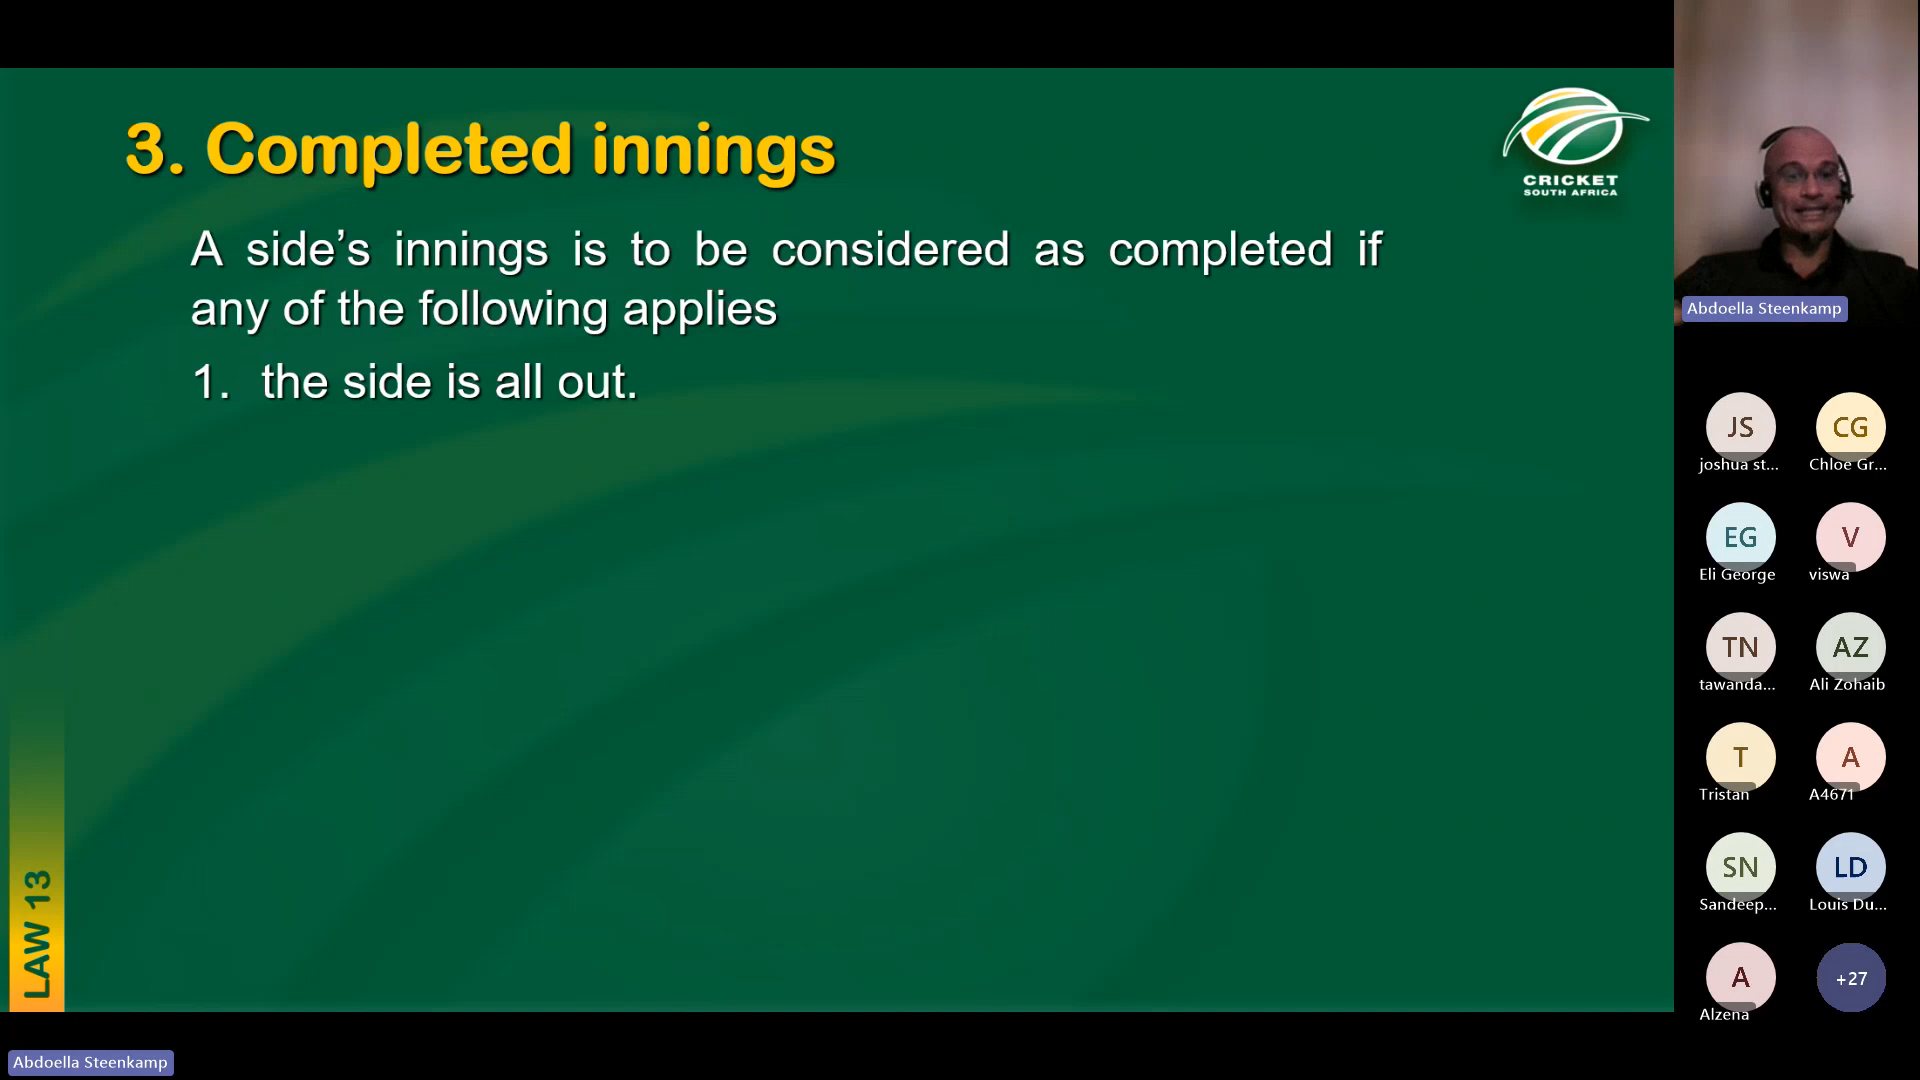 3. Completed innings
CRICKET
SOUTH AFRICA
A side’s innings is to be considered as completed if
any of the following applies
1. the side is all out.
LAW 13
Abdoella Steenkamp
Abdoella Steenkamp
JS
CG
joshua st...
Chloe Gr...
EG
V
Eli George
viswa
TN
AZ
tawanda...
Ali Zohaib
T
A
Tristan
A4671
SN
LD
Sandeep...
Louis Du...
A
+27
Alzena